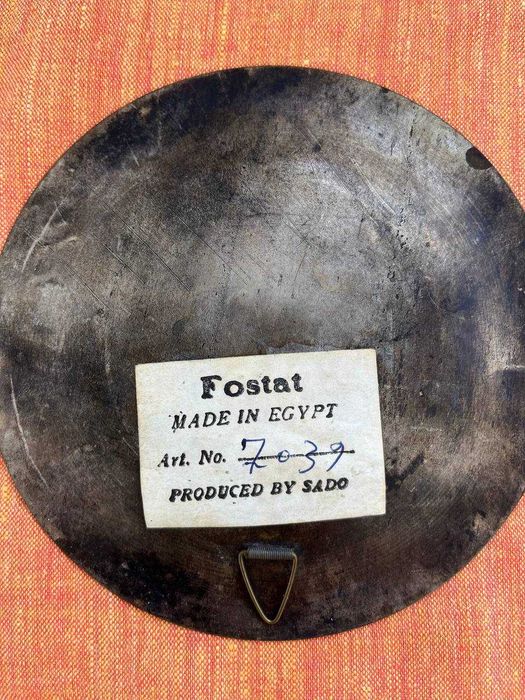 Fostat
MADE IN EGYPT
Art. No. 7039
PRODUCED BY SADO